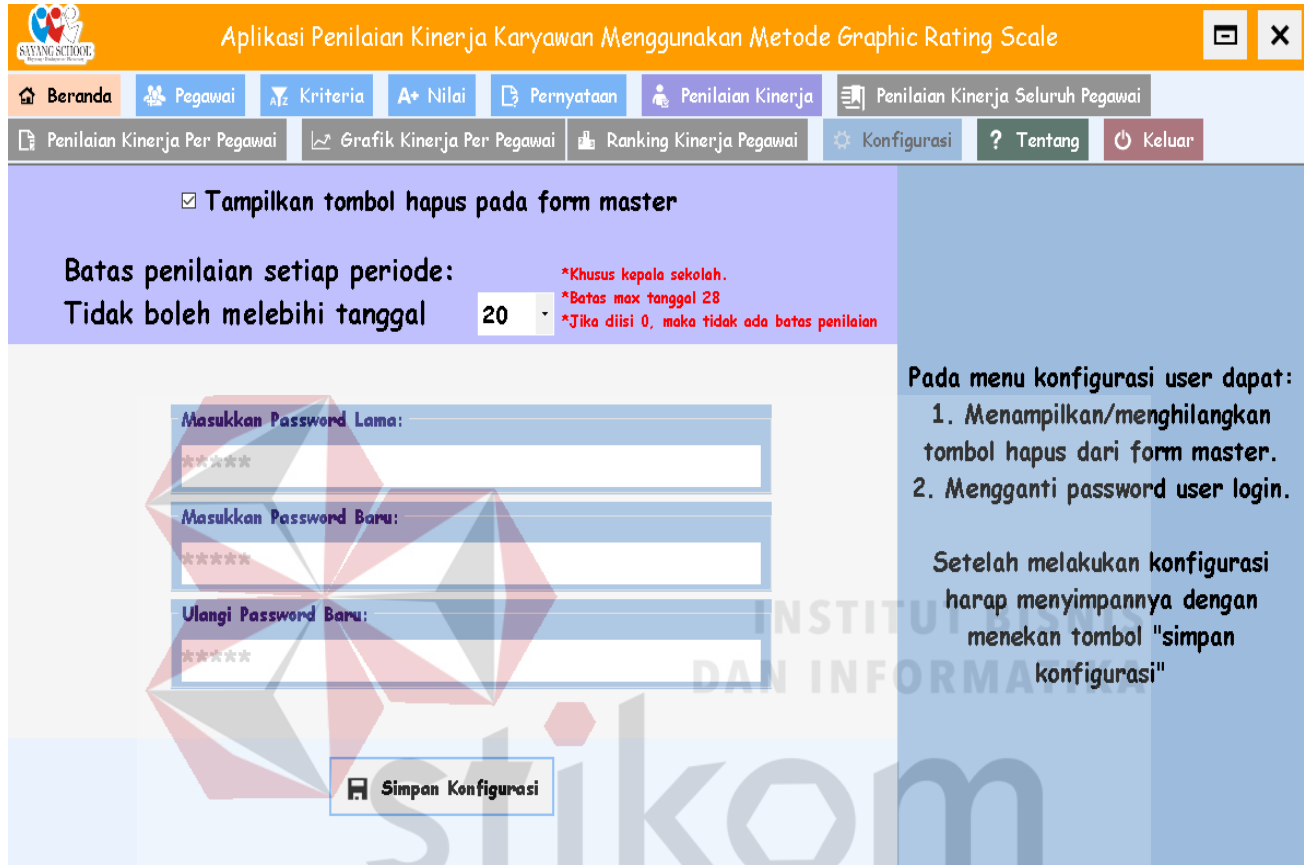 SAYANG SCHOOL
Aplikasi Penilaian Kinerja Karyawan Menggunakan Metode Graphic Rating Scale
Beranda Pegawai Kriteria A+ Nilai Pernyataan Penilaian Kinerja Penilaian Kinerja Seluruh Pegawai
Penilaian Kinerja Per Pegawai Grafik Kinerja Per Pegawai Ranking Kinerja Pegawai Konfigurasi ? Tentang Keluar
Tampilkan tombol hapus pada form master
Batas penilaian setiap periode:
Tidak boleh melebihi tanggal 20
*Khusus kepala sekolah.
*Batas max tanggal 28
*Jika diisi 0, maka tidak ada batas penilaian
Masukkan Password Lama:
*****
Masukkan Password Baru:
*****
Ulangi Password Baru:
*****
Simpan Konfigurasi
Pada menu konfigurasi user dapat:
1. Menampilkan/menghilangkan
tombol hapus dari form master.
2. Mengganti password user login.
Setelah melakukan konfigurasi
harap menyimpannya dengan
menekan tombol "simpan
konfigurasi"
INSTITUT BISNIS
DAN INFORMATIKA
stikom